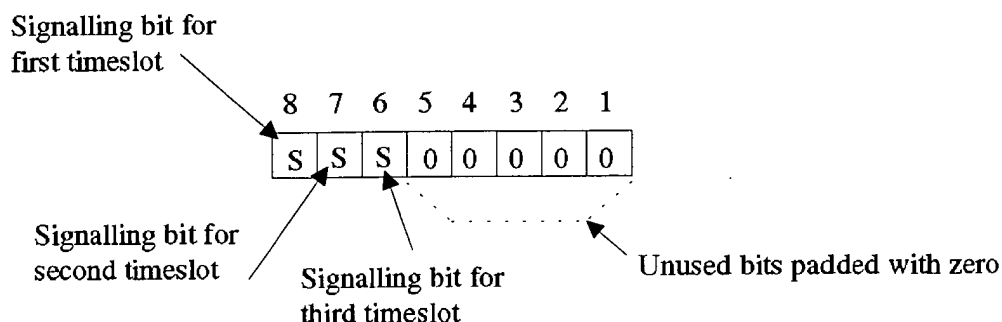 Signalling bit for
first timeslot
8 7 6 5 4 3 2 1
S S S 0 0 0 0 0
Signalling bit for
second timeslot
Signalling bit for
third timeslot
Unused bits padded with zero